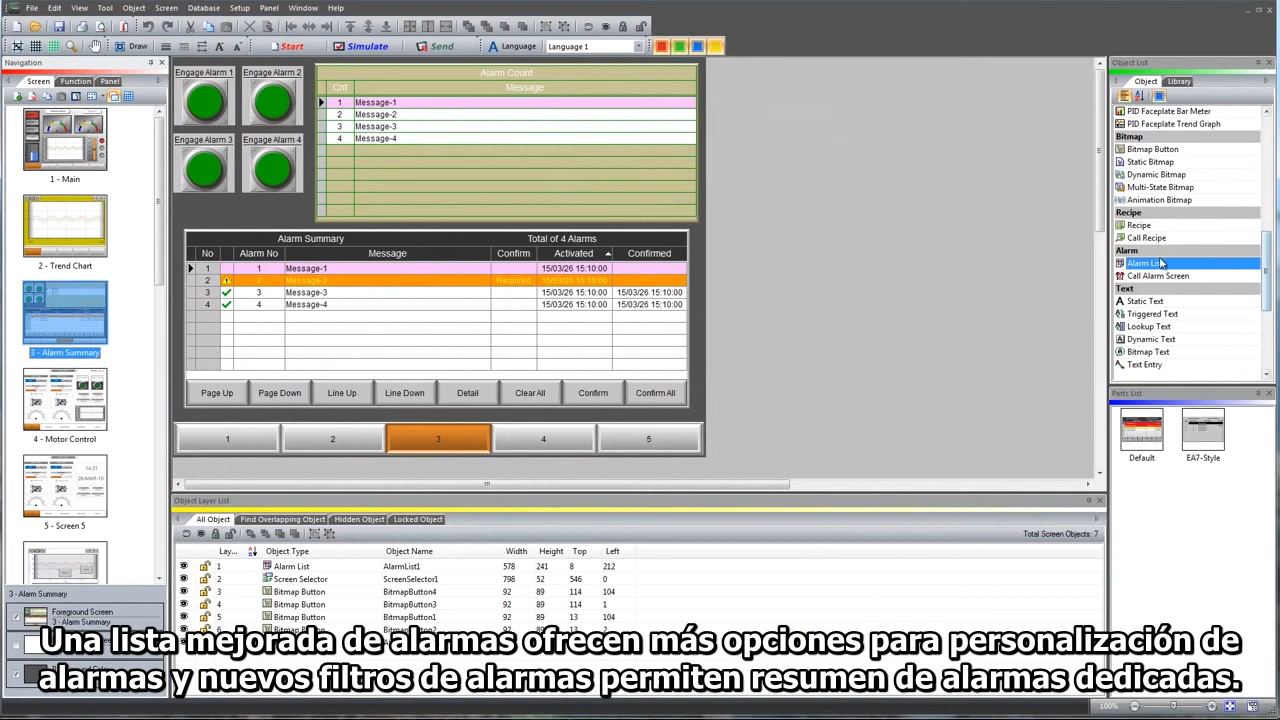 File Edit View Tool Object Screen Database Setup Panel Window Help
Draw Start Simulate Send Language Language 1
Navigation
Screen Function Panel
1 - Main
2 - Trend Chart
3 - Alarm Summary
4 - Motor Control
5 - Screen 5
3 - Alarm Summary
Foreground Screen
3 - Alarm Summary
Engage Alarm 1 Engage Alarm 2
Engage Alarm 3 Engage Alarm 4
Alarm Count
Cnt Message
1 Message-1
2 Message-2
3 Message-3
4 Message-4
Alarm Summary Total of 4 Alarms
No Alarm No Message Confirm Activated Confirmed
1 1 Message-1 15/03/26 15:10:00
2 2 Message-2 Required 15/03/26 15:10:00
3 3 Message-3 15/03/26 15:10:00 15/03/26 15:10:00
4 4 Message-4 15/03/26 15:10:00 15/03/26 15:10:00
Page Up Page Down Line Up Line Down Detail Clear All Confirm Confirm All
1 2 3 4 5
Object Layer List
All Object Find Overlapping Object Hidden Object Locked Object
Total Screen Objects: 7
Lay... Object Type Object Name Width Height Top Left
1 Alarm List AlarmList1 578 241 8 212
2 Screen Selector ScreenSelector1 798 52 546 0
3 Bitmap Button BitmapButton4 92 89 114 104
4 Bitmap Button BitmapButton3 92 89 114 1
5 Bitmap Button BitmapButton2 92 89 13 104
Object List
Object Library
PID Faceplate Bar Meter
PID Faceplate Trend Graph
Bitmap
Bitmap Button
Static Bitmap
Dynamic Bitmap
Multi-State Bitmap
Animation Bitmap
Recipe
Recipe
Call Recipe
Alarm
Alarm List
Call Alarm Screen
Text
Static Text
Triggered Text
Lookup Text
Dynamic Text
Bitmap Text
Text Entry
Parts List
Default EA7-Style
100%
Una lista mejorada de alarmas ofrecen más opciones para personalización de
alarmas y nuevos filtros de alarmas permiten resumen de alarmas dedicadas.